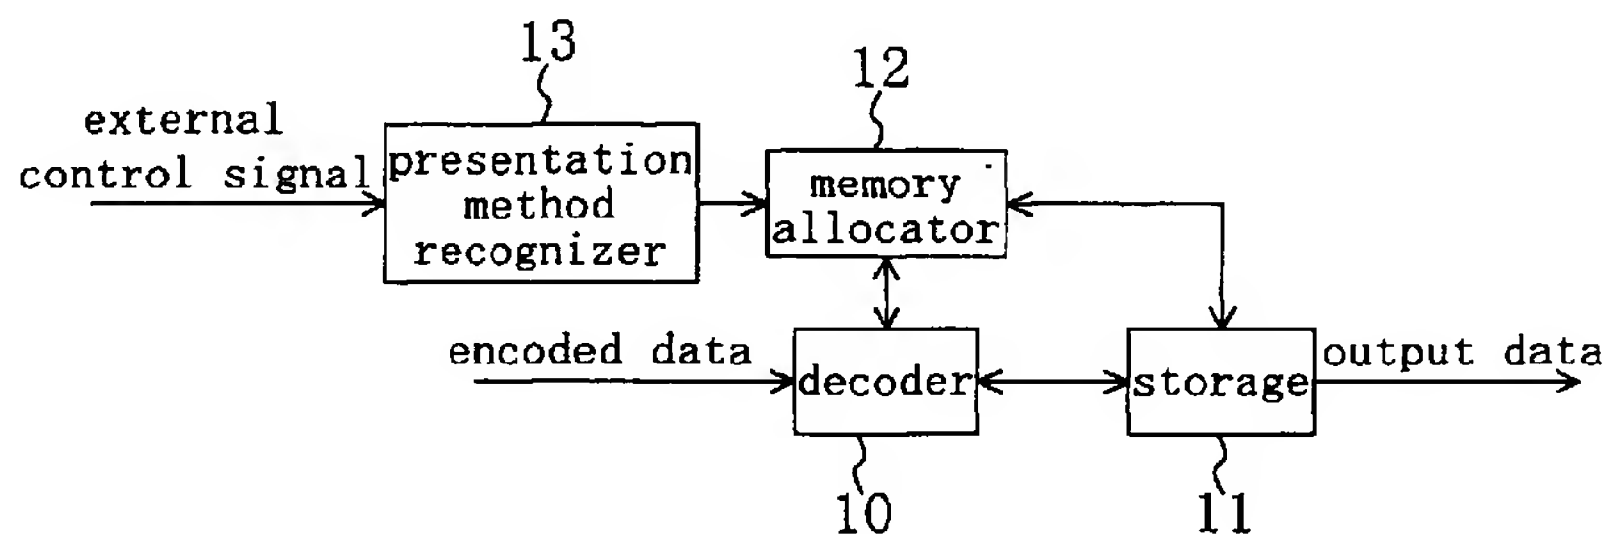 13
12
external
control signal
presentation
method
recognizer
memory
allocator
encoded data
decoder
storage
output data
10
11